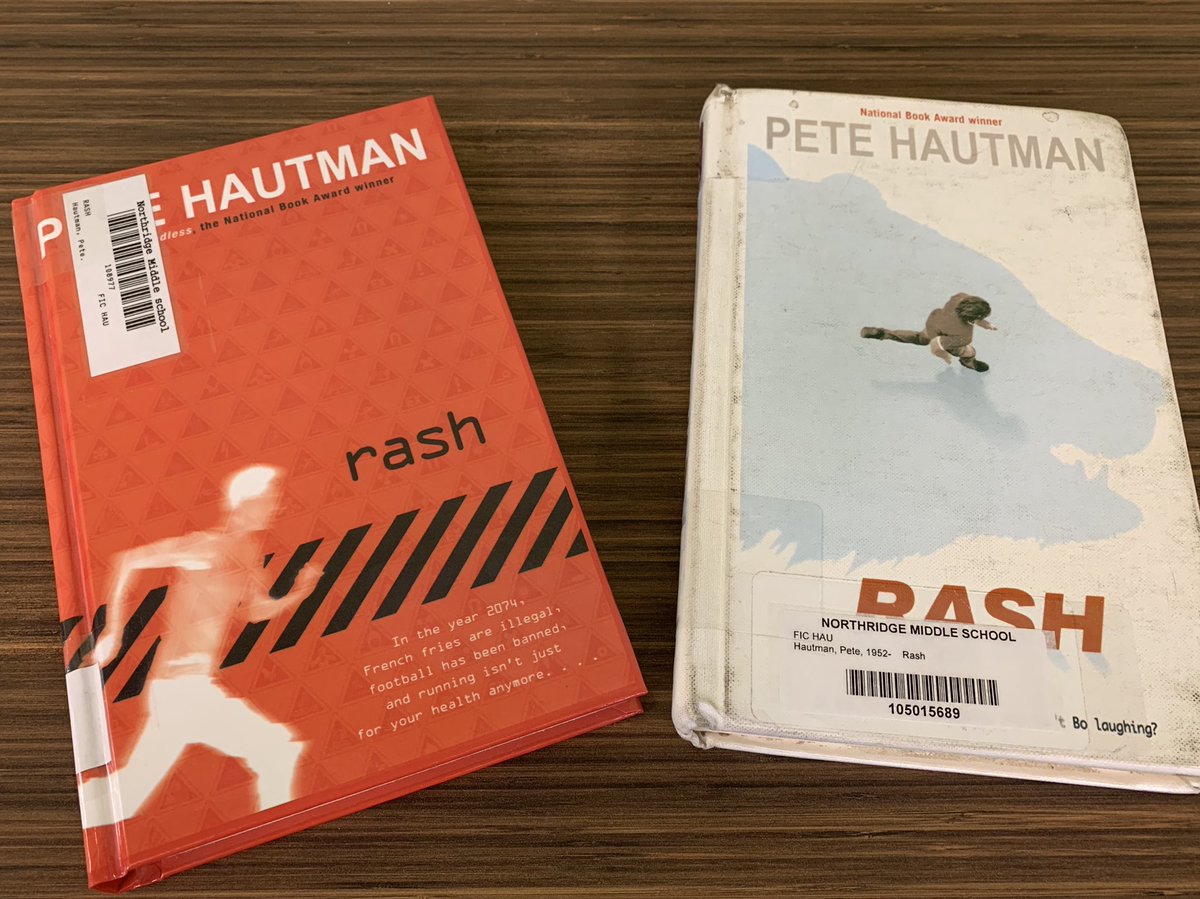 PE HAUTMAN
dless, the National Book Award winner
Northridge Middle School
108977 FIC HAU
Hautman, Pete.
RASH
rash
In the year 2074,
French fries are illegal,
football has been banned,
and running isn't just
for your health anymore. . . .
National Book Award winner
PETE HAUTMAN
RASH
NORTHRIDGE MIDDLE SCHOOL
FIC HAU
Hautman, Pete, 1952- Rash
105015689
't Bo laughing?